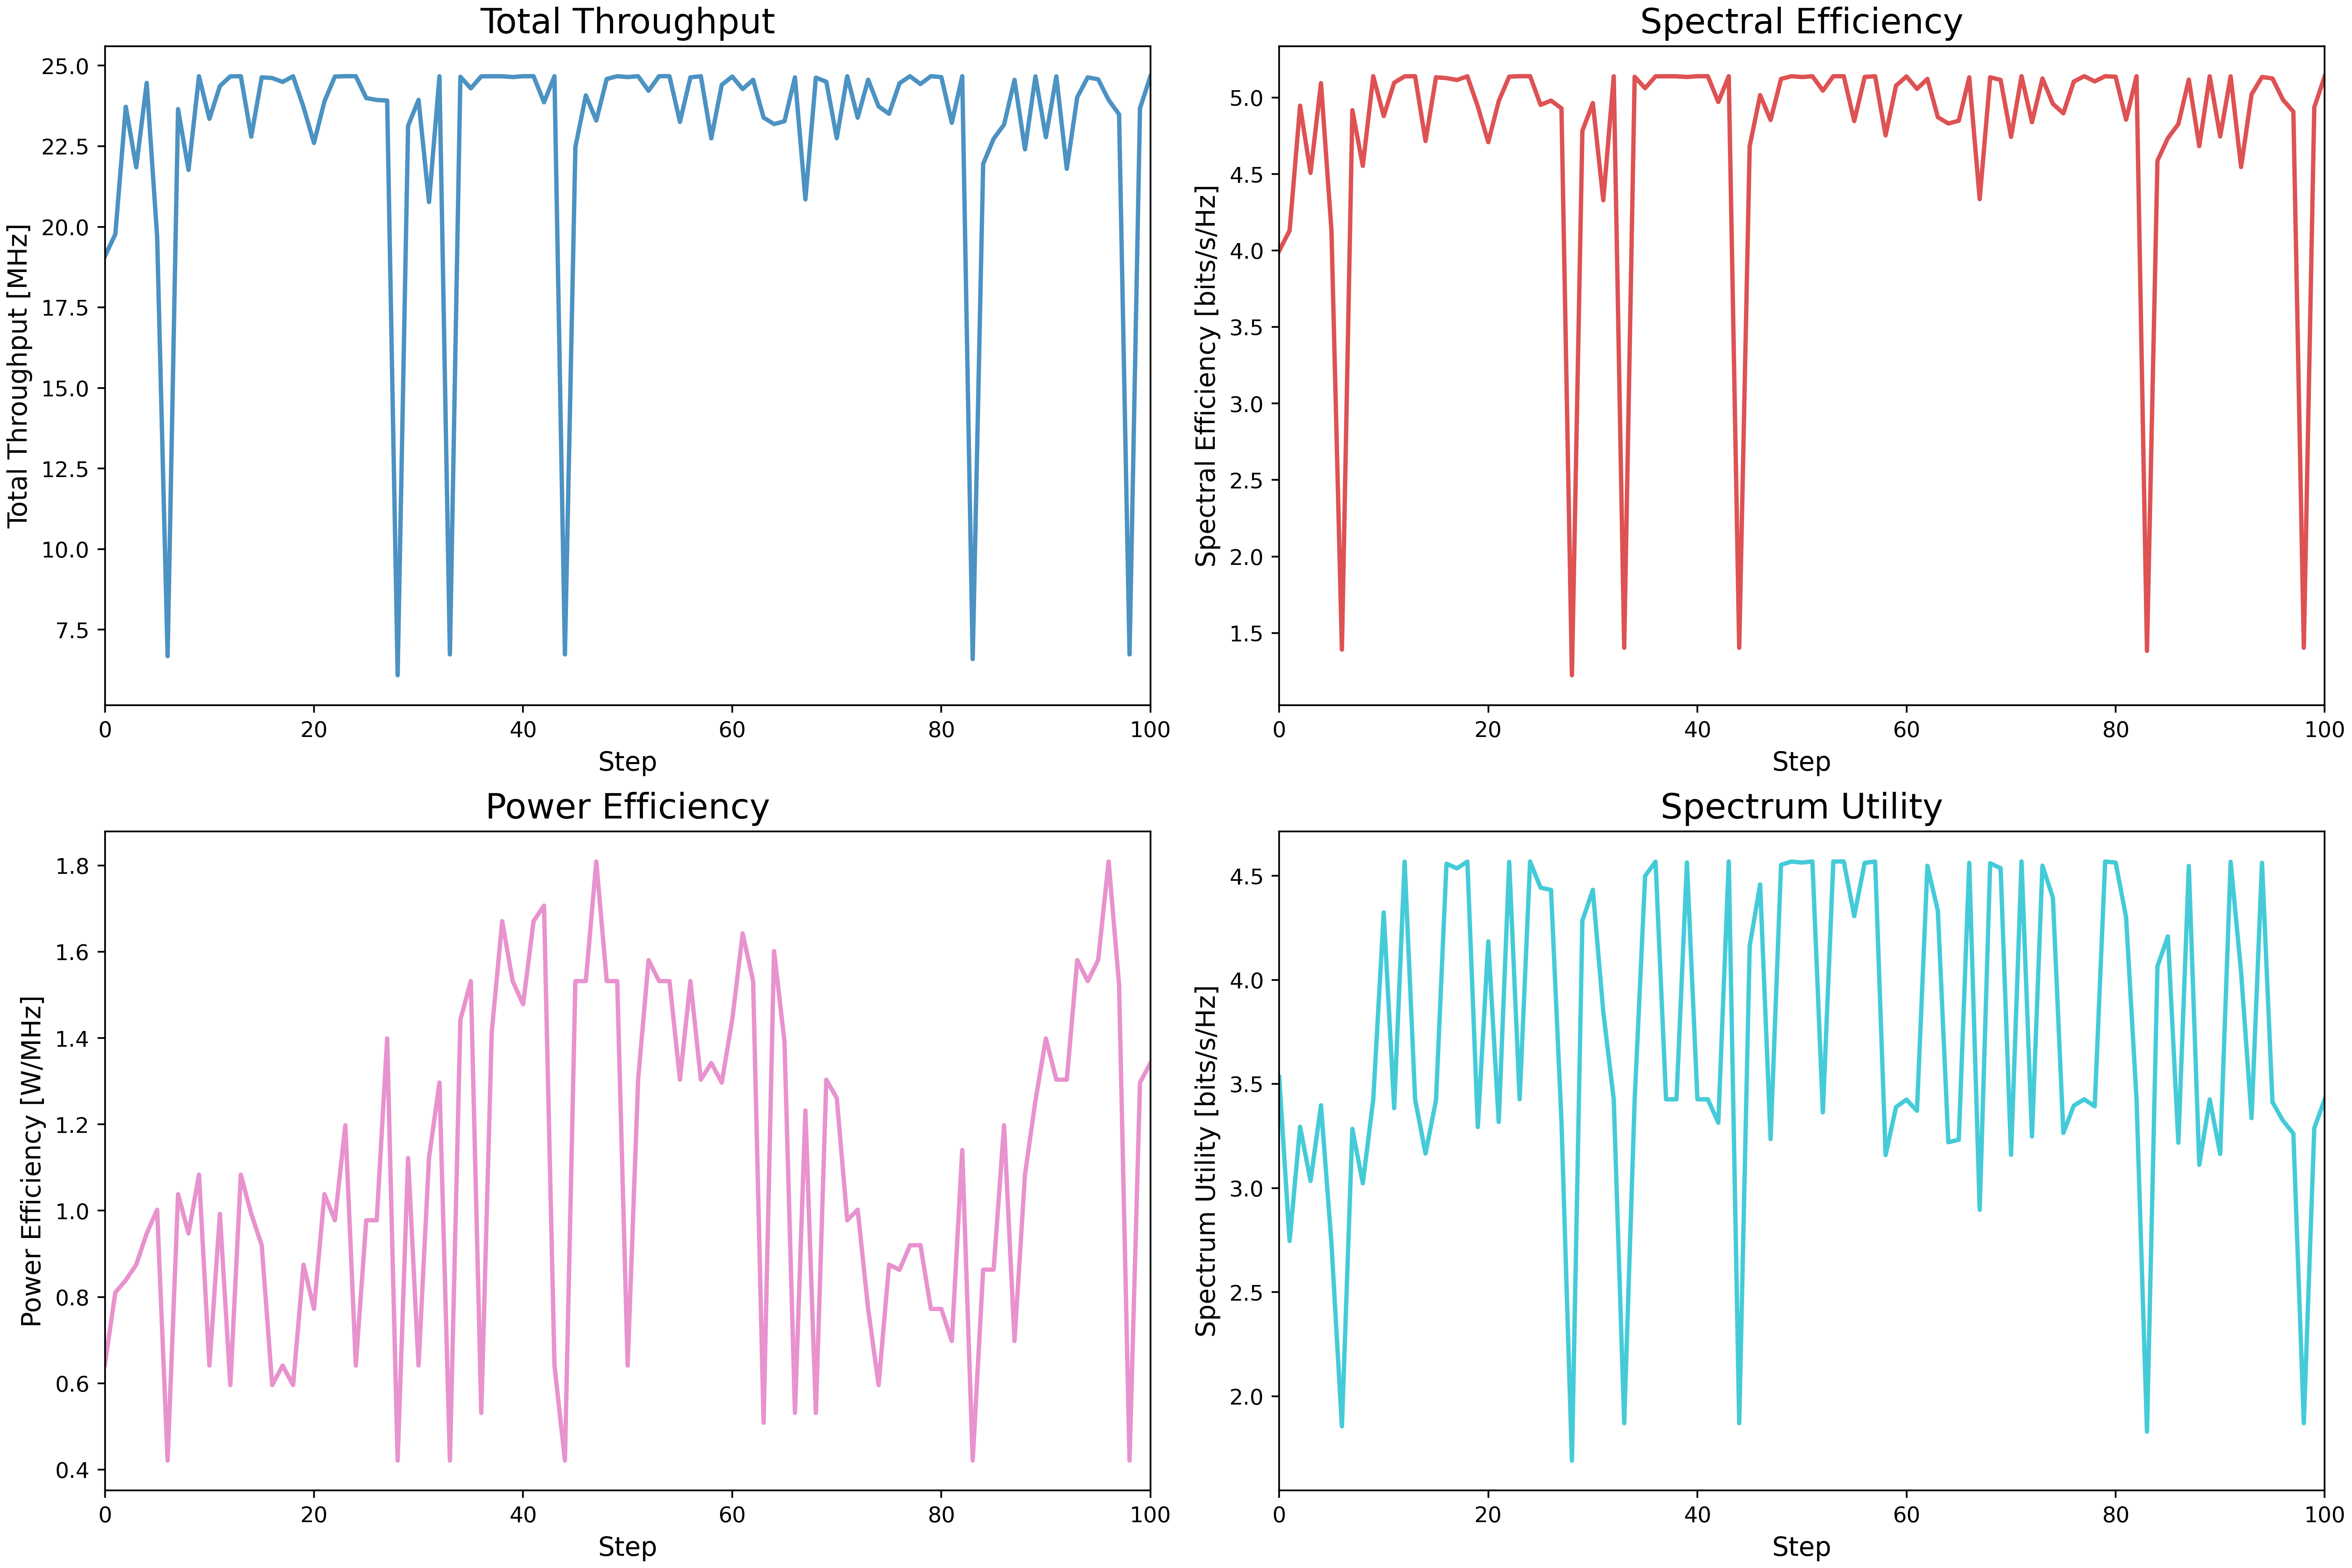 Total Throughput
Total Throughput [MHz]
25.0
22.5
20.0
17.5
15.0
12.5
10.0
7.5
0 20 40 60 80 100
Step
Spectral Efficiency
Spectral Efficiency [bits/s/Hz]
5.0
4.5
4.0
3.5
3.0
2.5
2.0
1.5
0 20 40 60 80 100
Step
Power Efficiency
Power Efficiency [W/MHz]
1.8
1.6
1.4
1.2
1.0
0.8
0.6
0.4
0 20 40 60 80 100
Step
Spectrum Utility
Spectrum Utility [bits/s/Hz]
4.5
4.0
3.5
3.0
2.5
2.0
0 20 40 60 80 100
Step